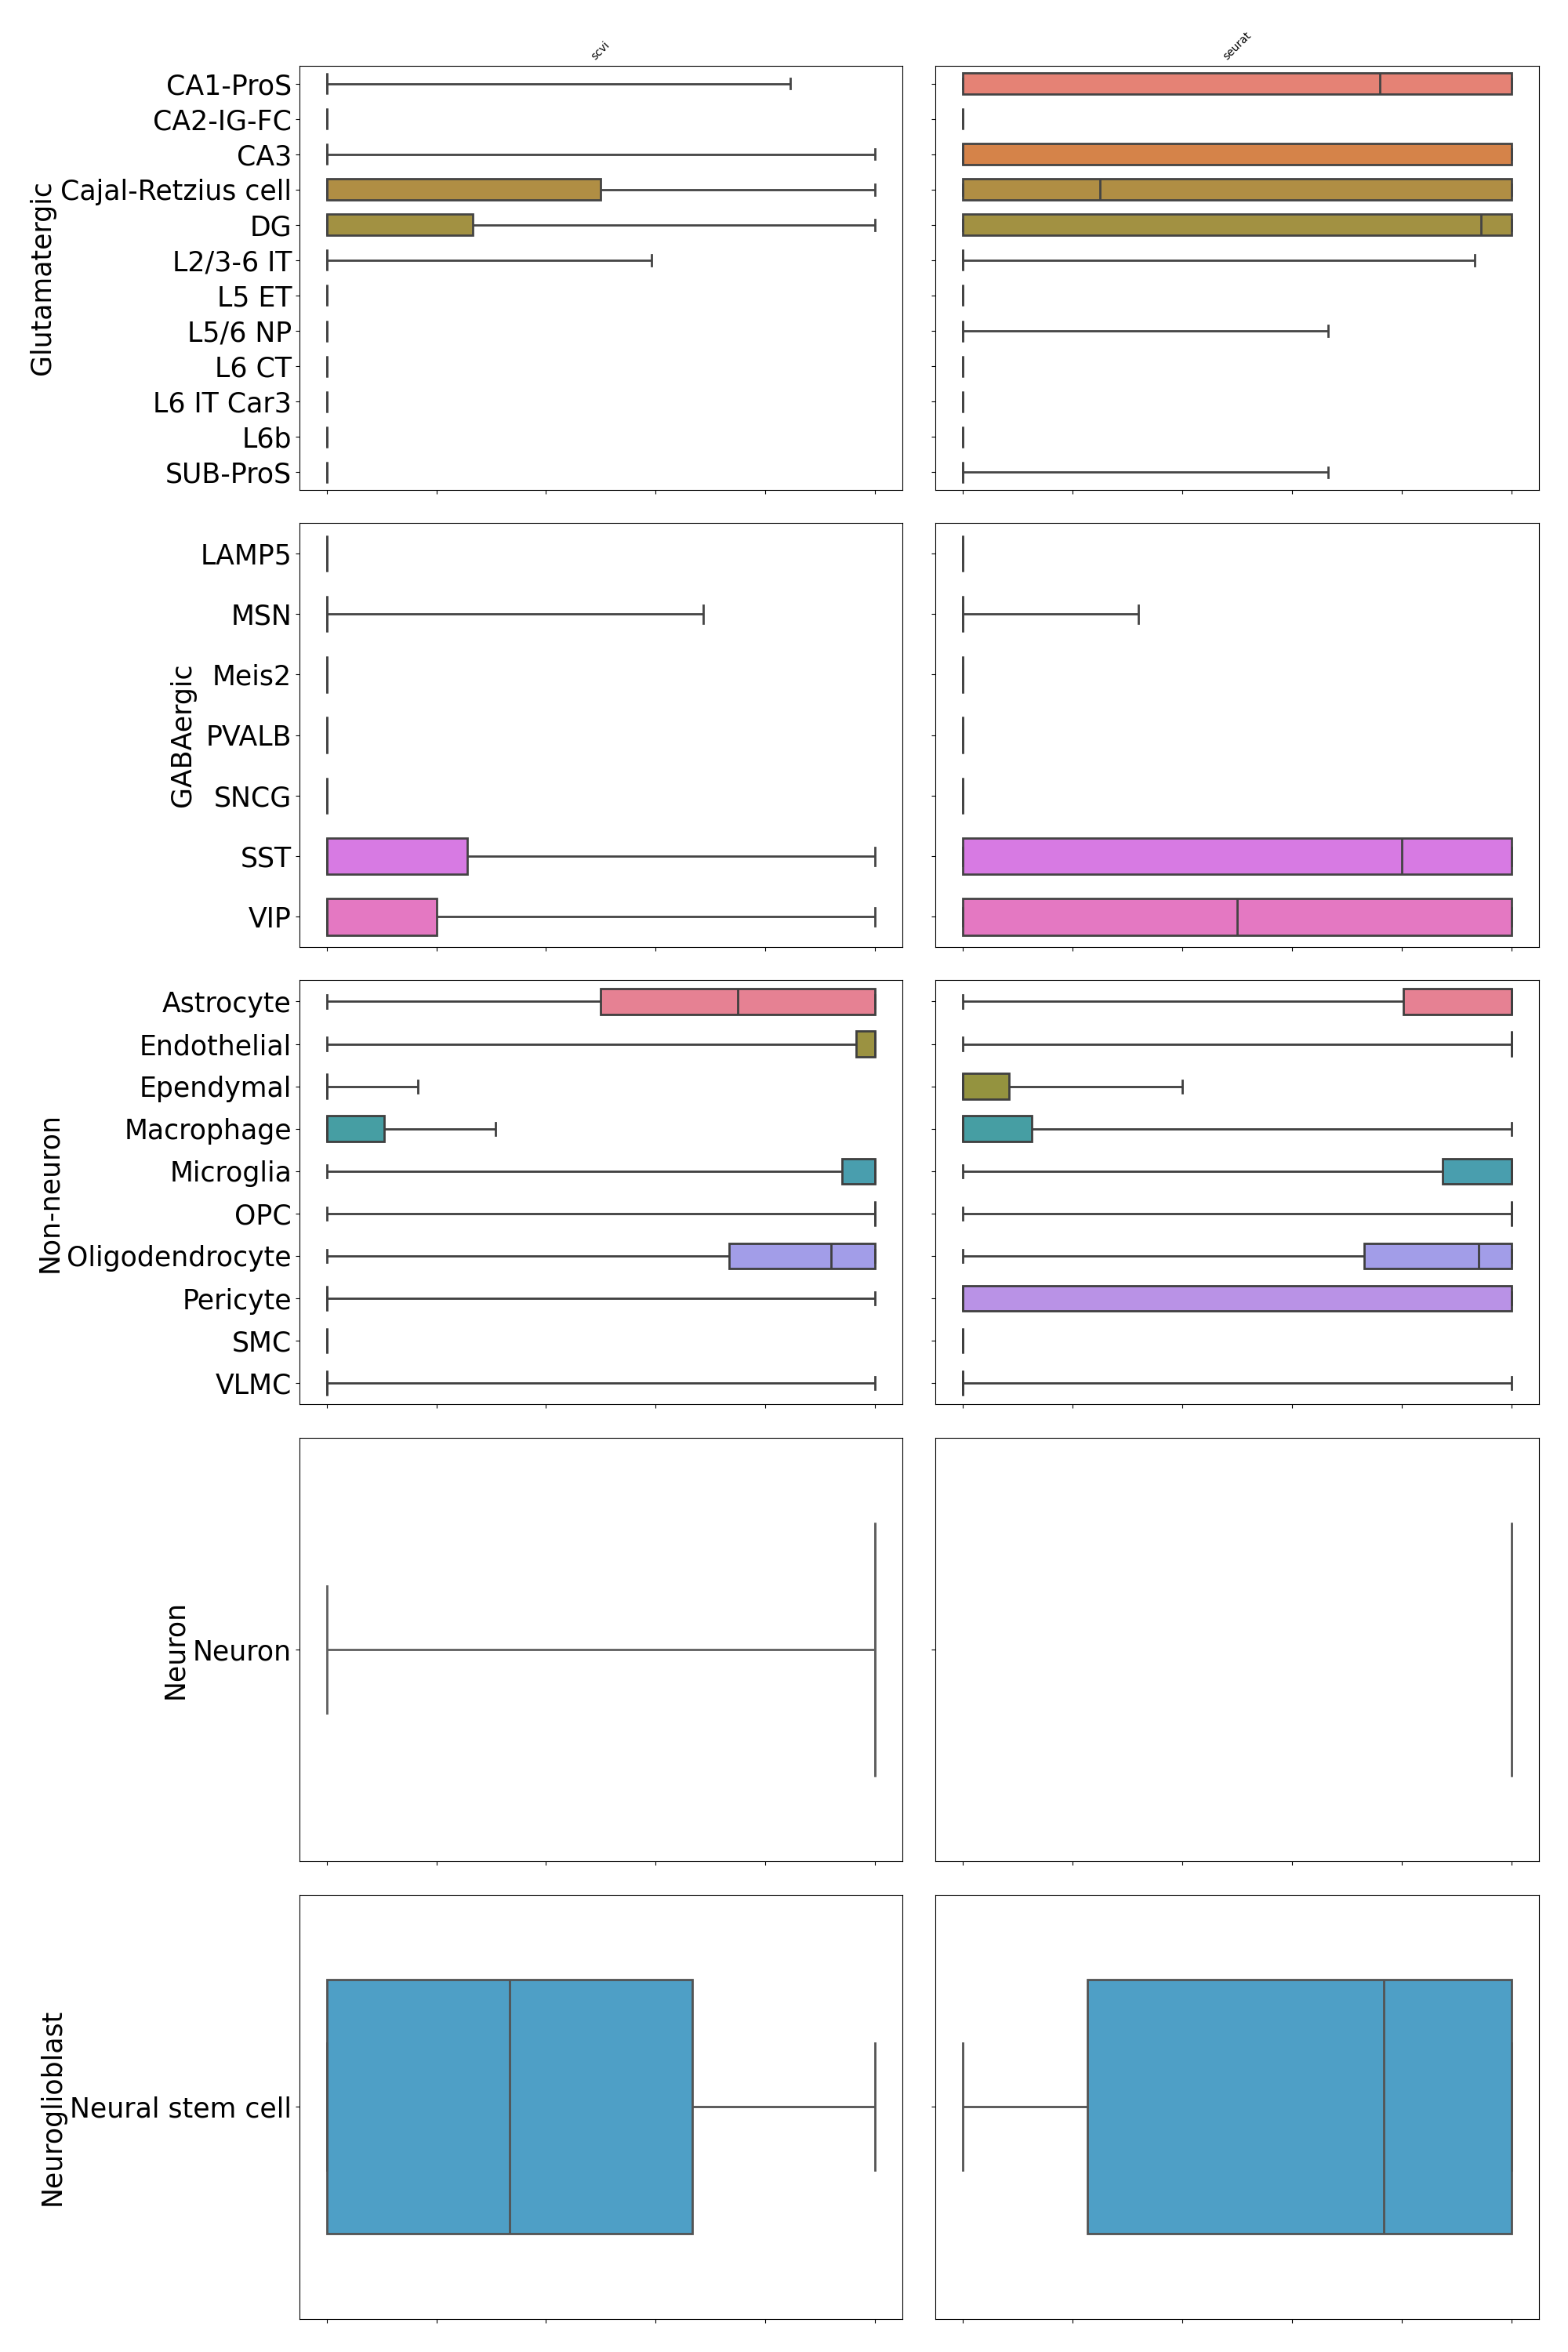 scvi
seurat
Glutamatergic
CA1-ProS
CA2-IG-FC
CA3
Cajal-Retzius cell
DG
L2/3-6 IT
L5 ET
L5/6 NP
L6 CT
L6 IT Car3
L6b
SUB-ProS
GABAergic
LAMP5
MSN
Meis2
PVALB
SNCG
SST
VIP
Non-neuron
Astrocyte
Endothelial
Ependymal
Macrophage
Microglia
OPC
Oligodendrocyte
Pericyte
SMC
VLMC
Neuron
Neuron
Neuroglioblast
Neural stem cell